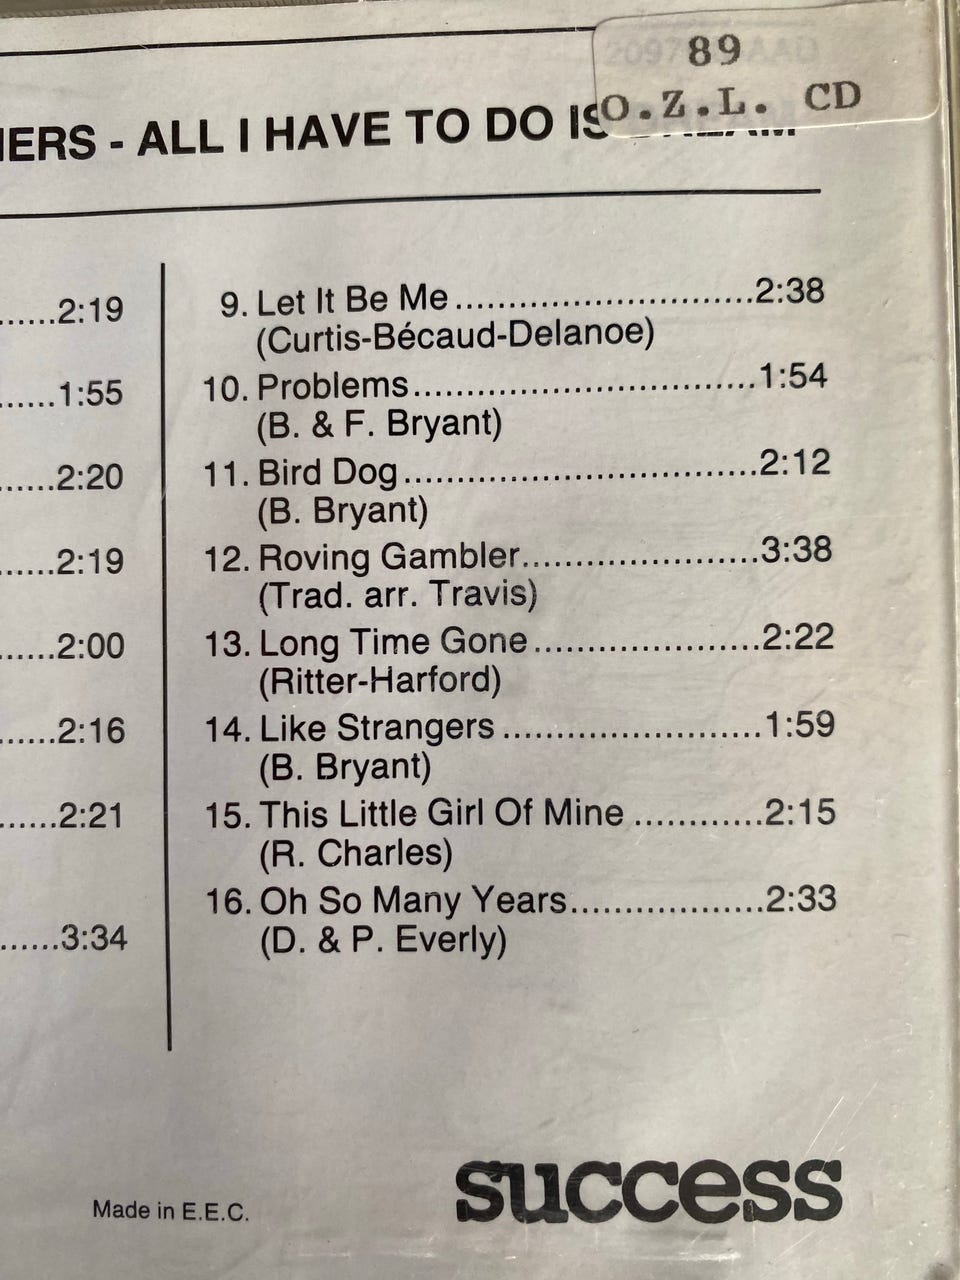 89
O.Z.L. CD
- ALL I HAVE TO DO IS
......2:19
......1:55
......2:20
......2:19
......2:00
......2:16
......2:21
......3:34
9. Let It Be Me............................2:38
(Curtis-Bécaud-Delanoe)
10. Problems................................1:54
(B. & F. Bryant)
11. Bird Dog.................................2:12
(B. Bryant)
12. Roving Gambler......................3:38
(Trad. arr. Travis)
13. Long Time Gone.....................2:22
(Ritter-Harford)
14. Like Strangers........................1:59
(B. Bryant)
15. This Little Girl Of Mine............2:15
(R. Charles)
16. Oh So Many Years..................2:33
(D. & P. Everly)
Made in E.E.C.
success